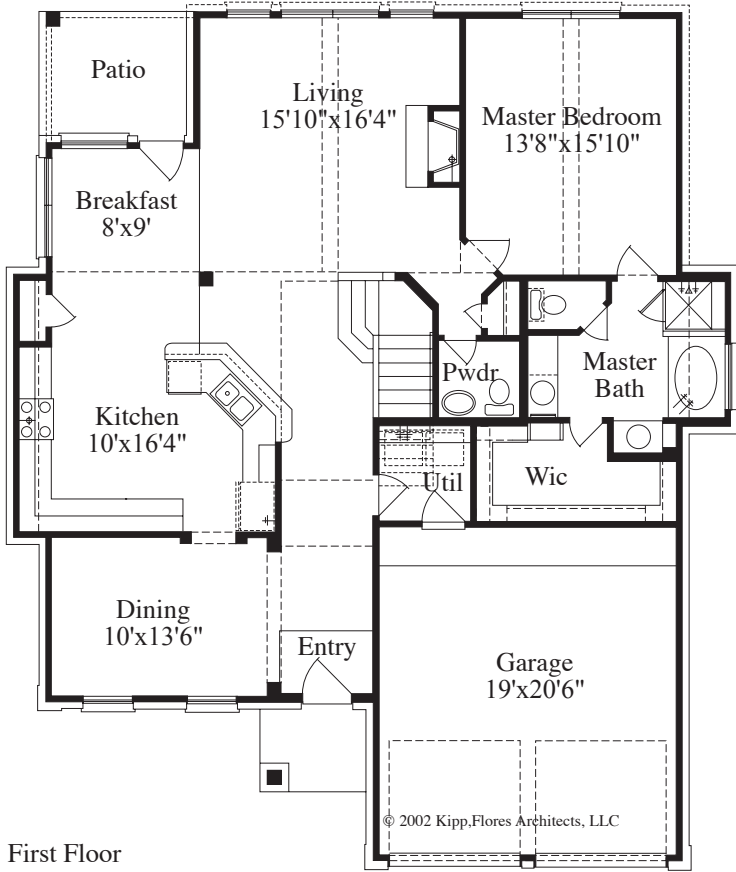 Patio
Living
15'10"x16'4"
Master Bedroom
13'8"x15'10"
Breakfast
8'x9'
Pwdr
Master
Bath
Kitchen
10'x16'4"
Util
Wic
Dining
10'x13'6"
Entry
Garage
19'x20'6"
© 2002 Kipp,Flores Architects, LLC
First Floor